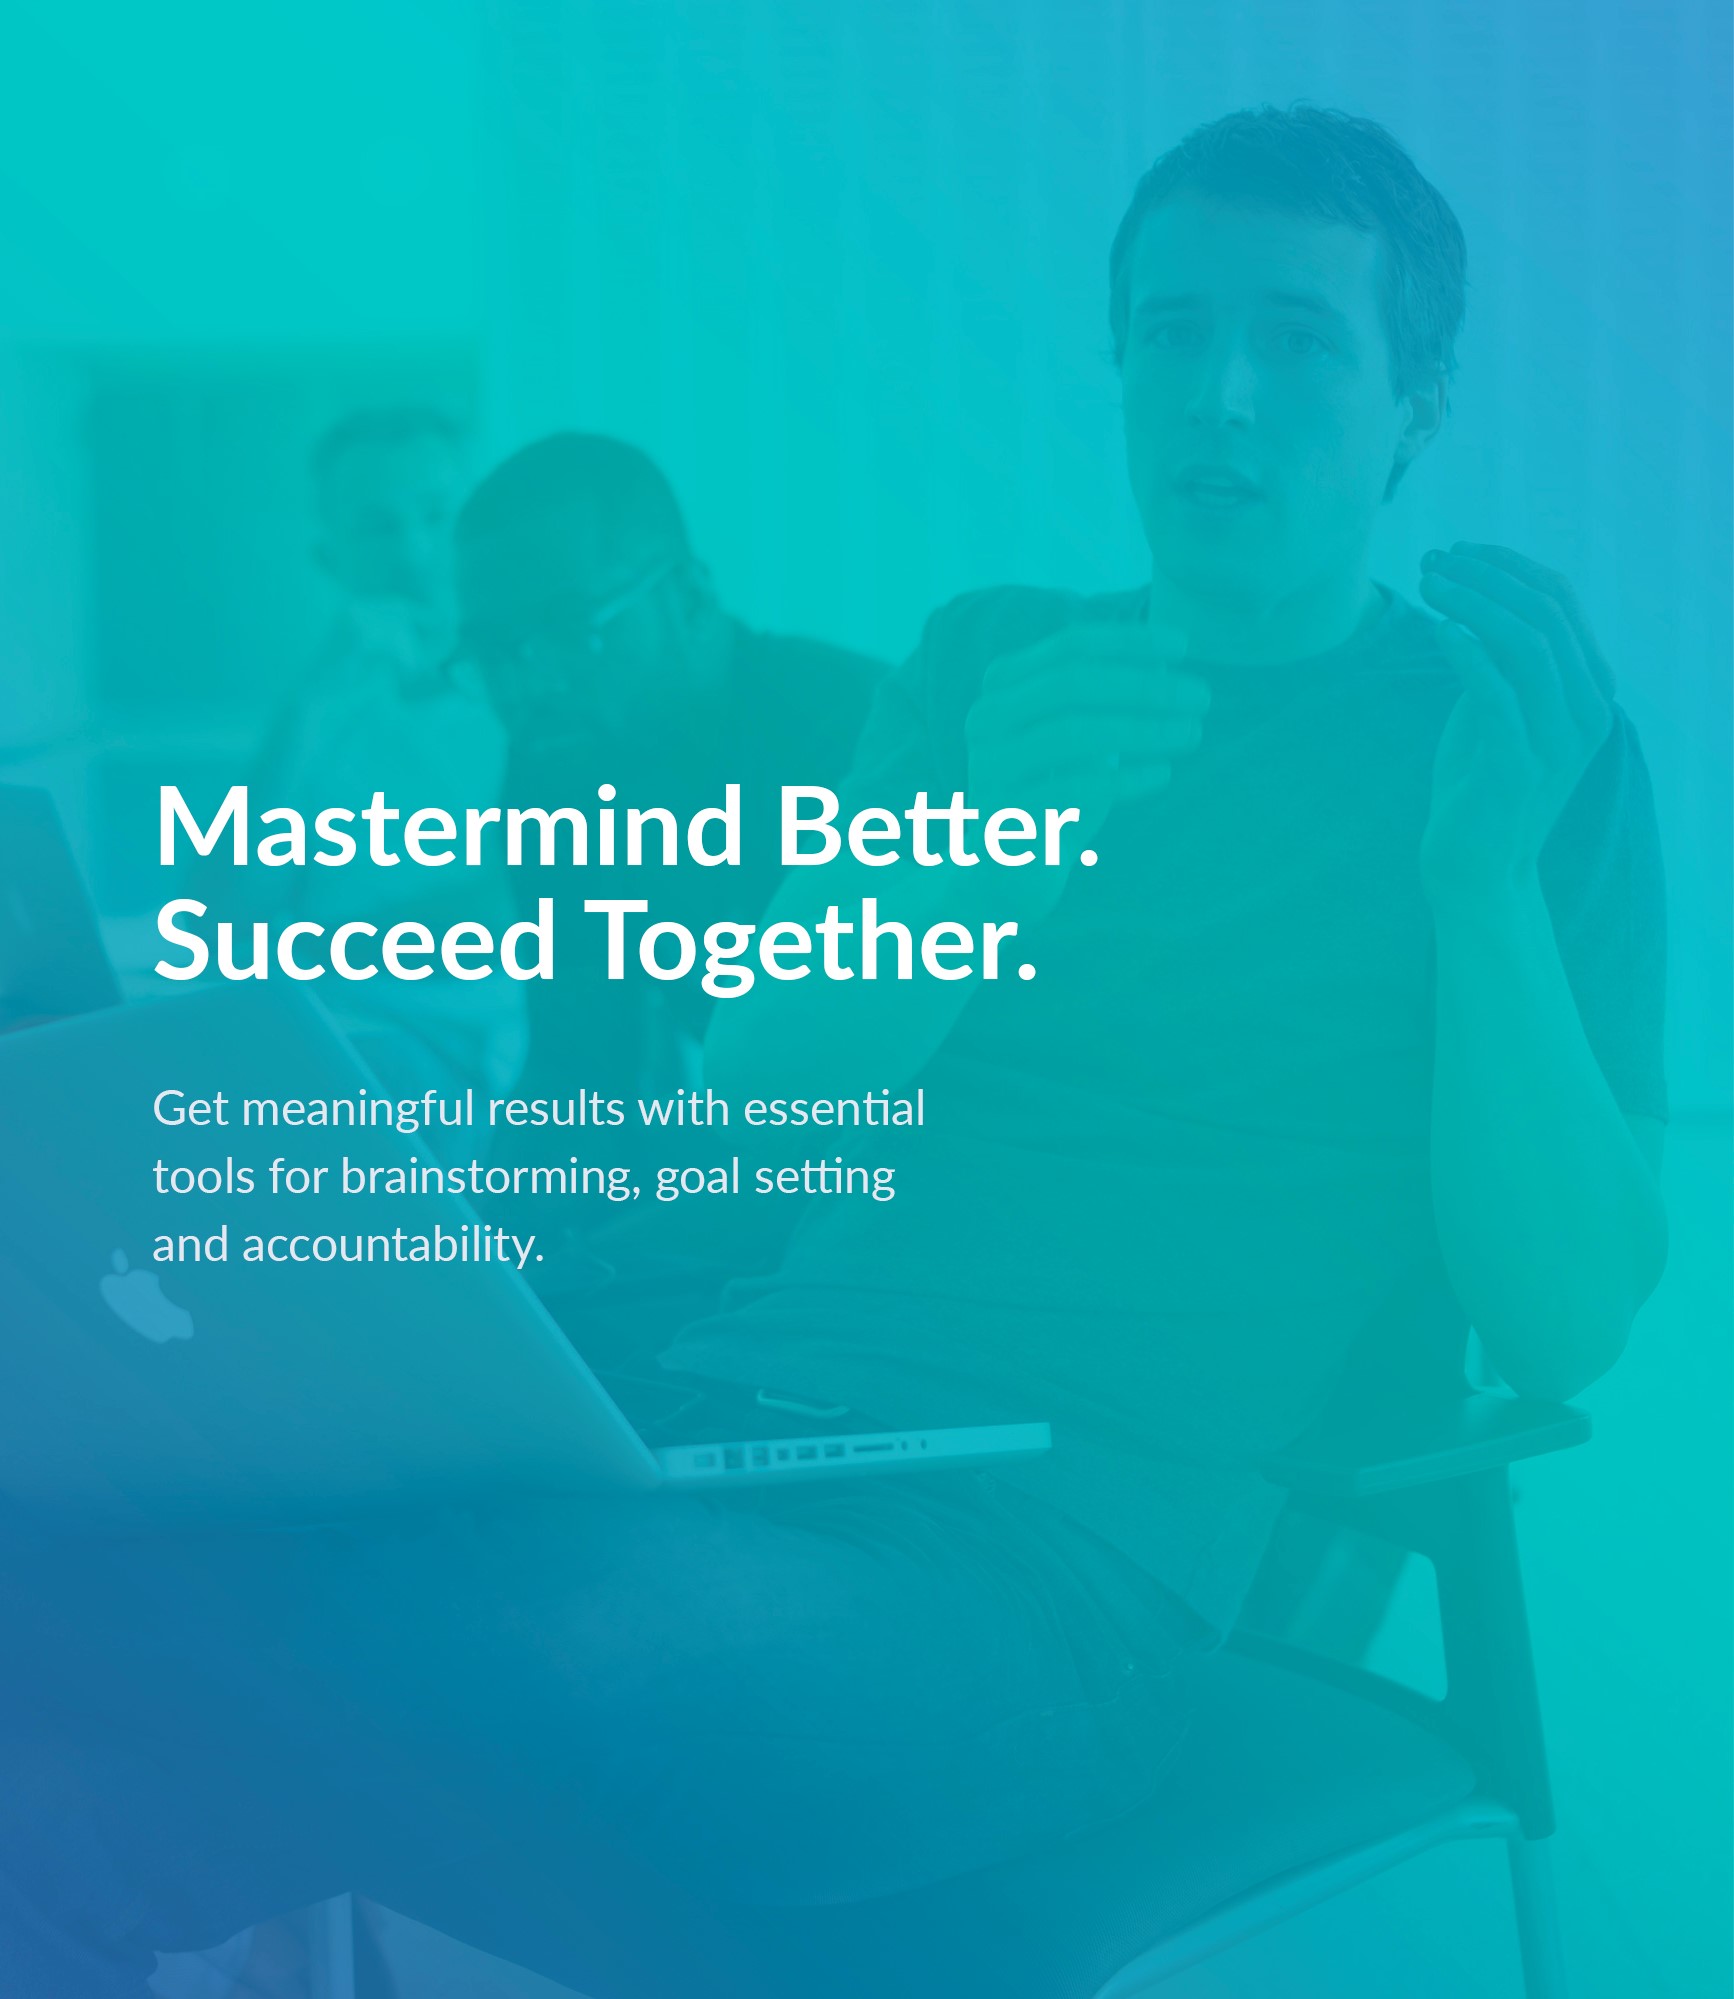 Mastermind Better.
Succeed Together.
Get meaningful results with essential
tools for brainstorming, goal setting
and accountability.